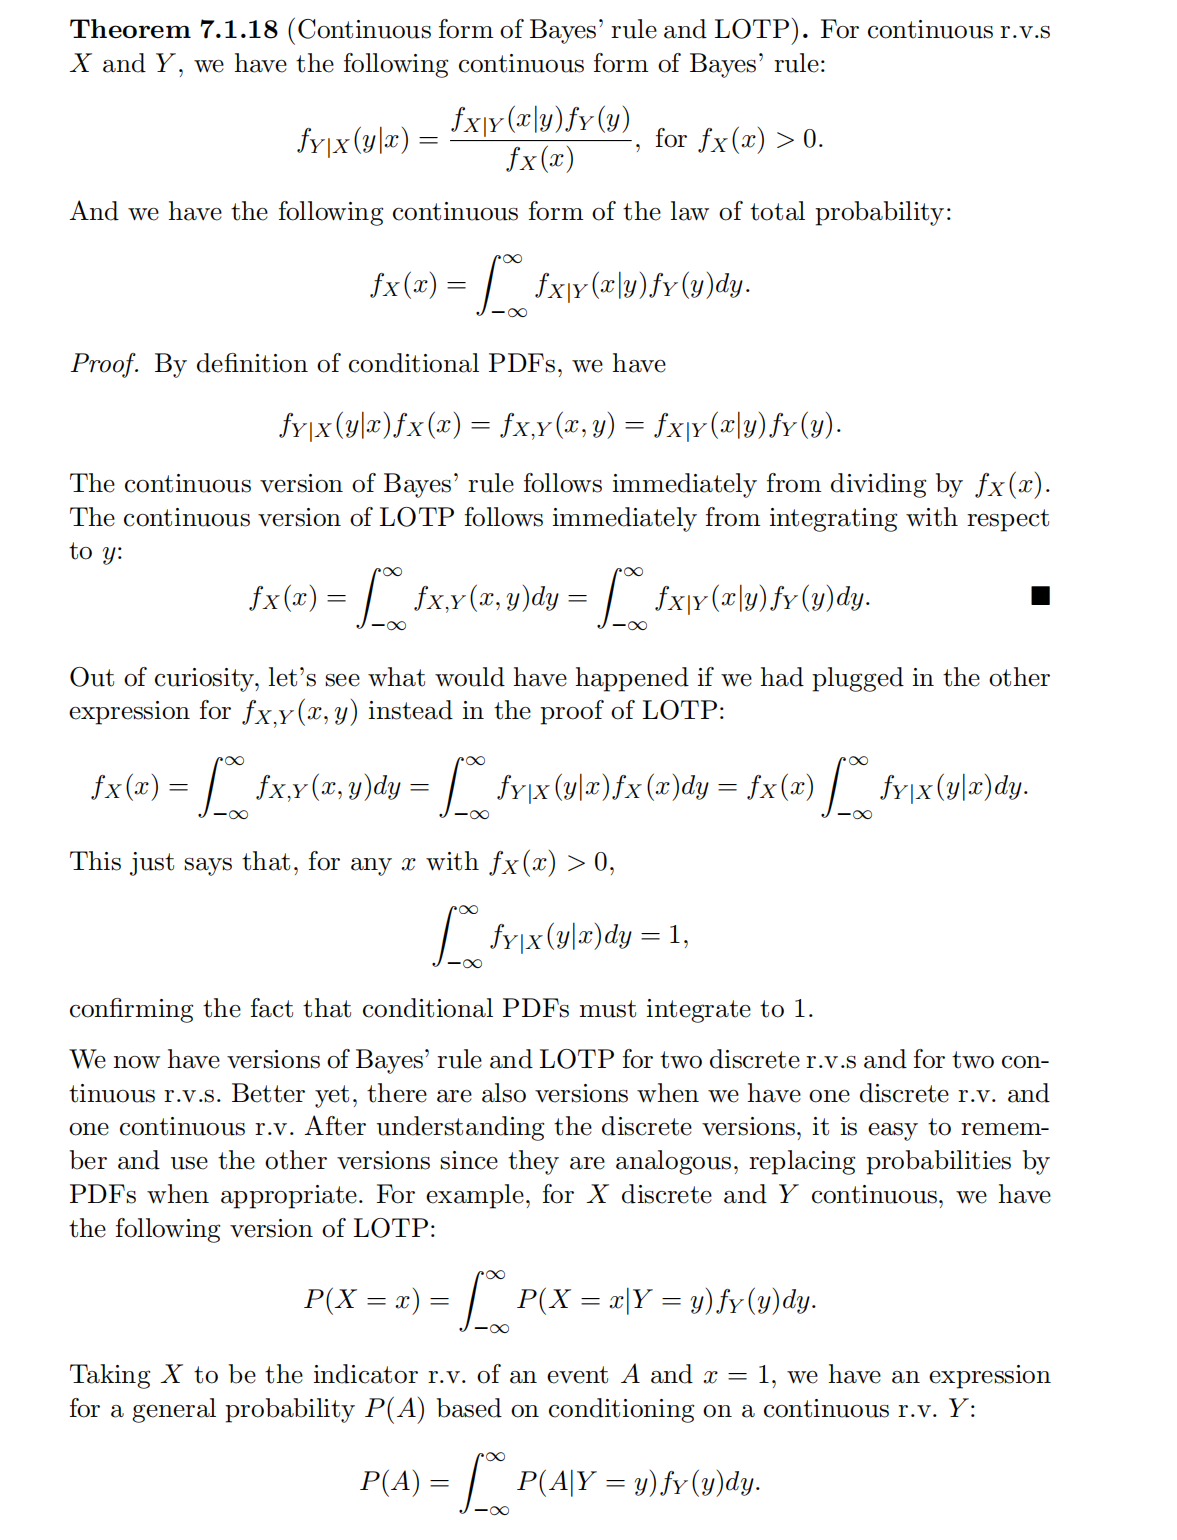 Theorem 7.1.18 (Continuous form of Bayes’ rule and LOTP). For continuous r.v.s
X and Y, we have the following continuous form of Bayes’ rule:
f_{Y|X}(y|x) = \frac{f_{X|Y}(x|y)f_Y(y)}{f_X(x)}, for f_X(x) > 0.
And we have the following continuous form of the law of total probability:
f_X(x) = \int_{-\infty}^{\infty} f_{X|Y}(x|y)f_Y(y)dy.
Proof. By definition of conditional PDFs, we have
f_{Y|X}(y|x)f_X(x) = f_{X,Y}(x, y) = f_{X|Y}(x|y)f_Y(y).
The continuous version of Bayes’ rule follows immediately from dividing by f_X(x).
The continuous version of LOTP follows immediately from integrating with respect
to y:
f_X(x) = \int_{-\infty}^{\infty} f_{X,Y}(x, y)dy = \int_{-\infty}^{\infty} f_{X|Y}(x|y)f_Y(y)dy. ■
Out of curiosity, let’s see what would have happened if we had plugged in the other
expression for f_{X,Y}(x, y) instead in the proof of LOTP:
f_X(x) = \int_{-\infty}^{\infty} f_{X,Y}(x, y)dy = \int_{-\infty}^{\infty} f_{Y|X}(y|x)f_X(x)dy = f_X(x) \int_{-\infty}^{\infty} f_{Y|X}(y|x)dy.
This just says that, for any x with f_X(x) > 0,
\int_{-\infty}^{\infty} f_{Y|X}(y|x)dy = 1,
confirming the fact that conditional PDFs must integrate to 1.
We now have versions of Bayes’ rule and LOTP for two discrete r.v.s and for two con-
tinuous r.v.s. Better yet, there are also versions when we have one discrete r.v. and
one continuous r.v. After understanding the discrete versions, it is easy to remem-
ber and use the other versions since they are analogous, replacing probabilities by
PDFs when appropriate. For example, for X discrete and Y continuous, we have
the following version of LOTP:
P(X = x) = \int_{-\infty}^{\infty} P(X = x|Y = y)f_Y(y)dy.
Taking X to be the indicator r.v. of an event A and x = 1, we have an expression
for a general probability P(A) based on conditioning on a continuous r.v. Y:
P(A) = \int_{-\infty}^{\infty} P(A|Y = y)f_Y(y)dy.